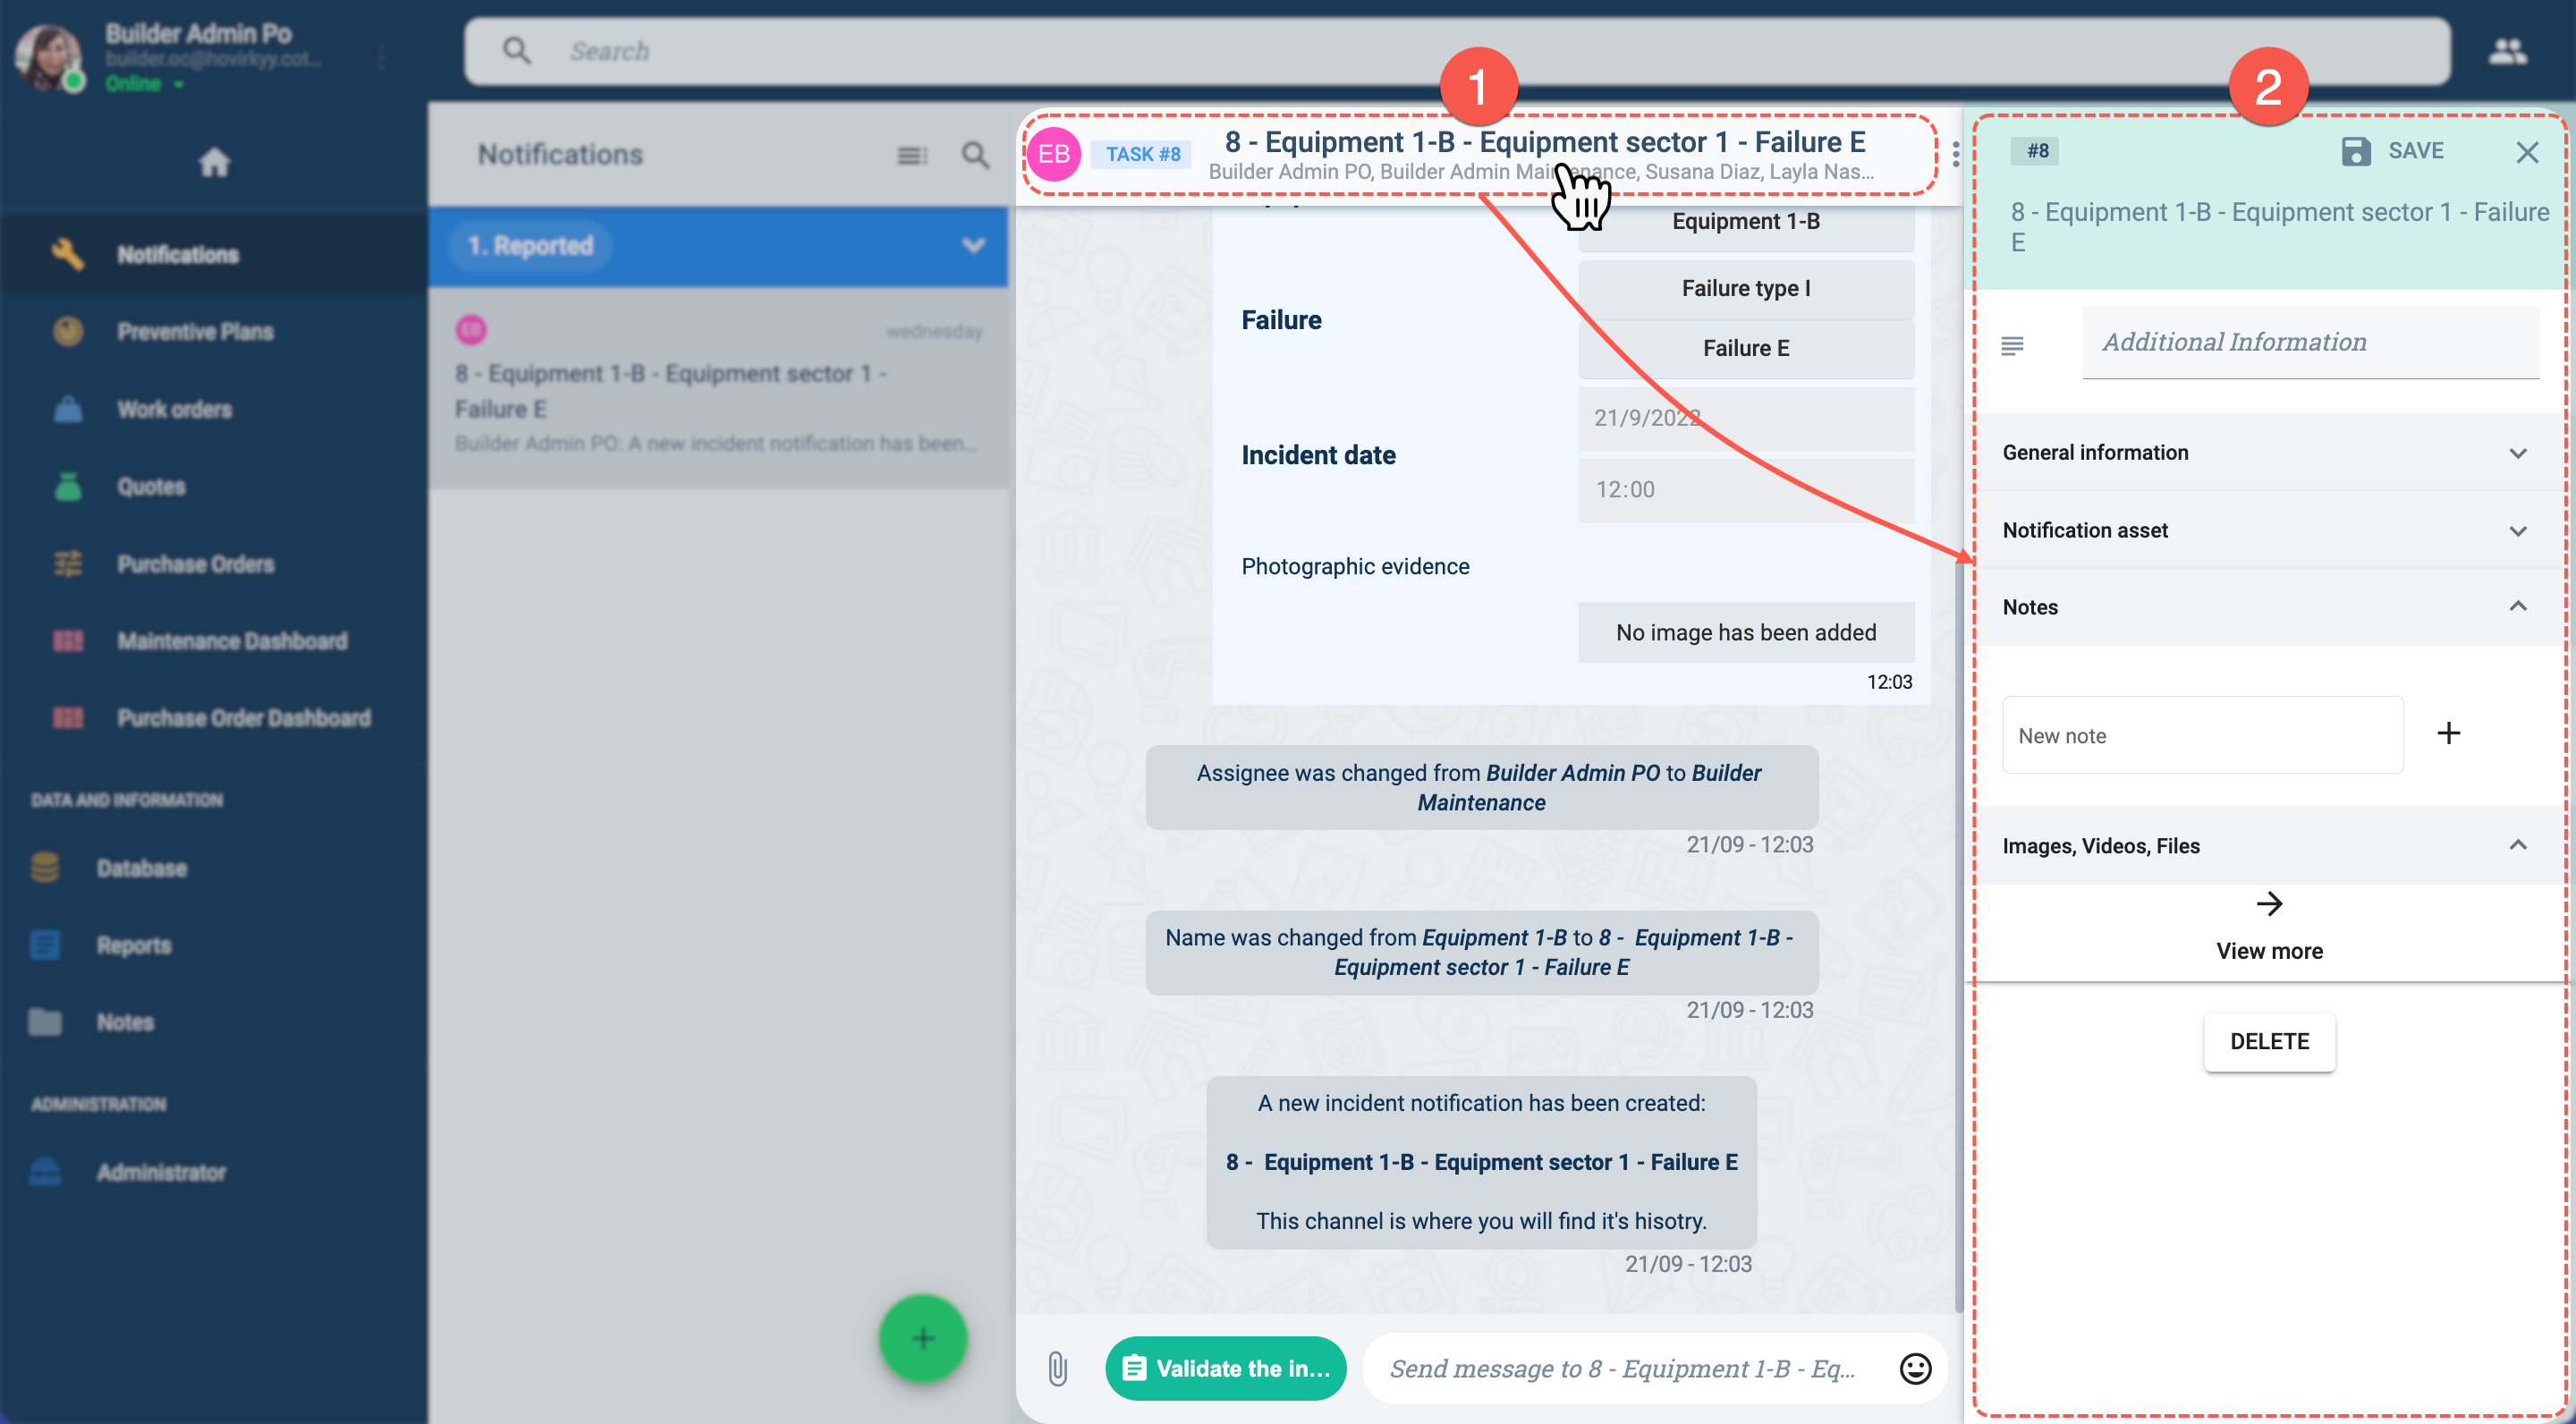 Builder Admin Po
builder.oc@hovirkyy.cot...
Online
Search
1
2
Notifications
Preventive Plans
Work orders
Quotes
Purchase Orders
Maintenance Dashboard
Purchase Order Dashboard
DATA AND INFORMATION
Database
Reports
Notes
ADMINISTRATION
Administrator
Notifications
1. Reported
EB
wednesday
8 - Equipment 1-B - Equipment sector 1 -
Failure E
Builder Admin PO: A new incident notification has been...
EB
TASK #8
8 - Equipment 1-B - Equipment sector 1 - Failure E
Builder Admin PO, Builder Admin Maintenance, Susana Diaz, Layla Nas...
Equipment 1-B
Failure
Failure type I
Failure E
Incident date
21/9/2022
12:00
Photographic evidence
No image has been added
12:03
Assignee was changed from Builder Admin PO to Builder
Maintenance
21/09 - 12:03
Name was changed from Equipment 1-B to 8 - Equipment 1-B -
Equipment sector 1 - Failure E
21/09 - 12:03
A new incident notification has been created:
8 - Equipment 1-B - Equipment sector 1 - Failure E
This channel is where you will find it's hisotry.
21/09 - 12:03
Validate the in...
Send message to 8 - Equipment 1-B - Eq...
#8
SAVE
8 - Equipment 1-B - Equipment sector 1 - Failure
E
Additional Information
General information
Notification asset
Notes
New note
Images, Videos, Files
View more
DELETE